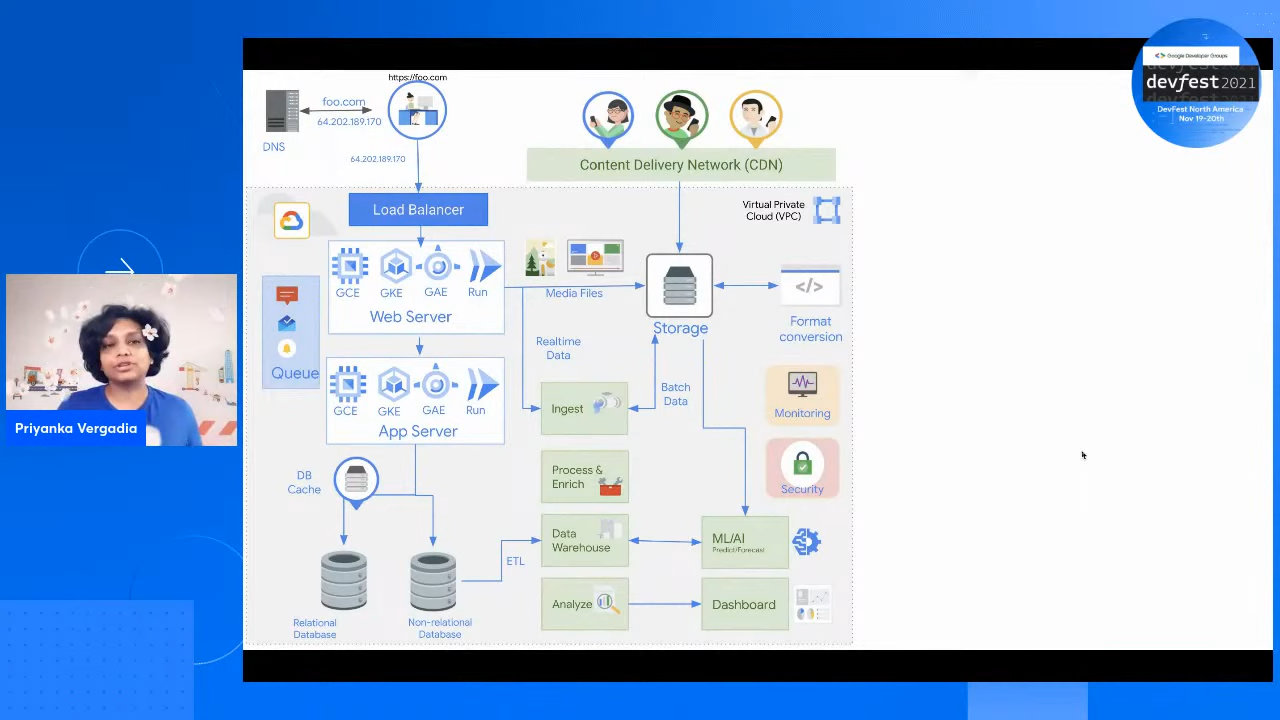 https://foo.com
foo.com
64.202.189.170
DNS
64.202.189.170
Content Delivery Network (CDN)
Load Balancer
Virtual Private
Cloud (VPC)
GCE
GKE
GAE
Run
Web Server
Media Files
Storage
Format
conversion
Queue
Realtime
Data
GCE
GKE
GAE
Run
App Server
Ingest
Batch
Data
Monitoring
DB
Cache
Process &
Enrich
Security
Data
Warehouse
ML/AI
Predict/Forecast
ETL
Analyze
Dashboard
Relational
Database
Non-relational
Database
Priyanka Vergadia
Google Developer Groups
devfest 2021
DevFest North America
Nov 19-20th